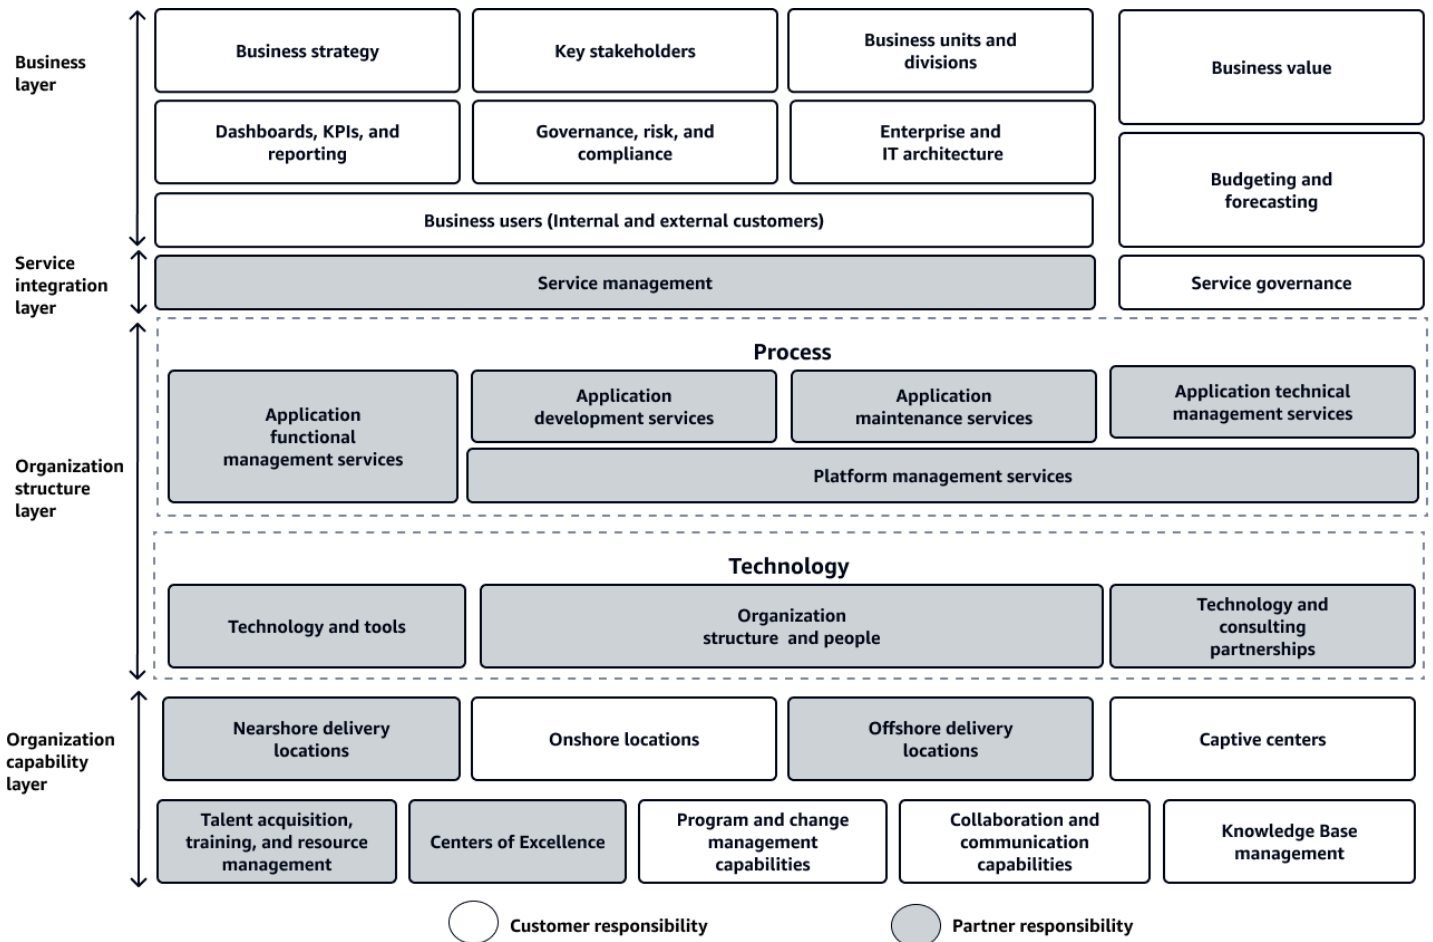 Business
layer
Business strategy
Key stakeholders
Business units and
divisions
Business value
Dashboards, KPIs, and
reporting
Governance, risk, and
compliance
Enterprise and
IT architecture
Budgeting and
forecasting
Business users (Internal and external customers)
Service
integration
layer
Service management
Service governance
Organization
structure
layer
Process
Application
functional
management services
Application
development services
Application
maintenance services
Application technical
management services
Platform management services
Technology
Technology and tools
Organization
structure  and people
Technology and
consulting
partnerships
Organization
capability
layer
Nearshore delivery
locations
Onshore locations
Offshore delivery
locations
Captive centers
Talent acquisition,
training, and resource
management
Centers of Excellence
Program and change
management
capabilities
Collaboration and
communication
capabilities
Knowledge Base
management
Customer responsibility
Partner responsibility